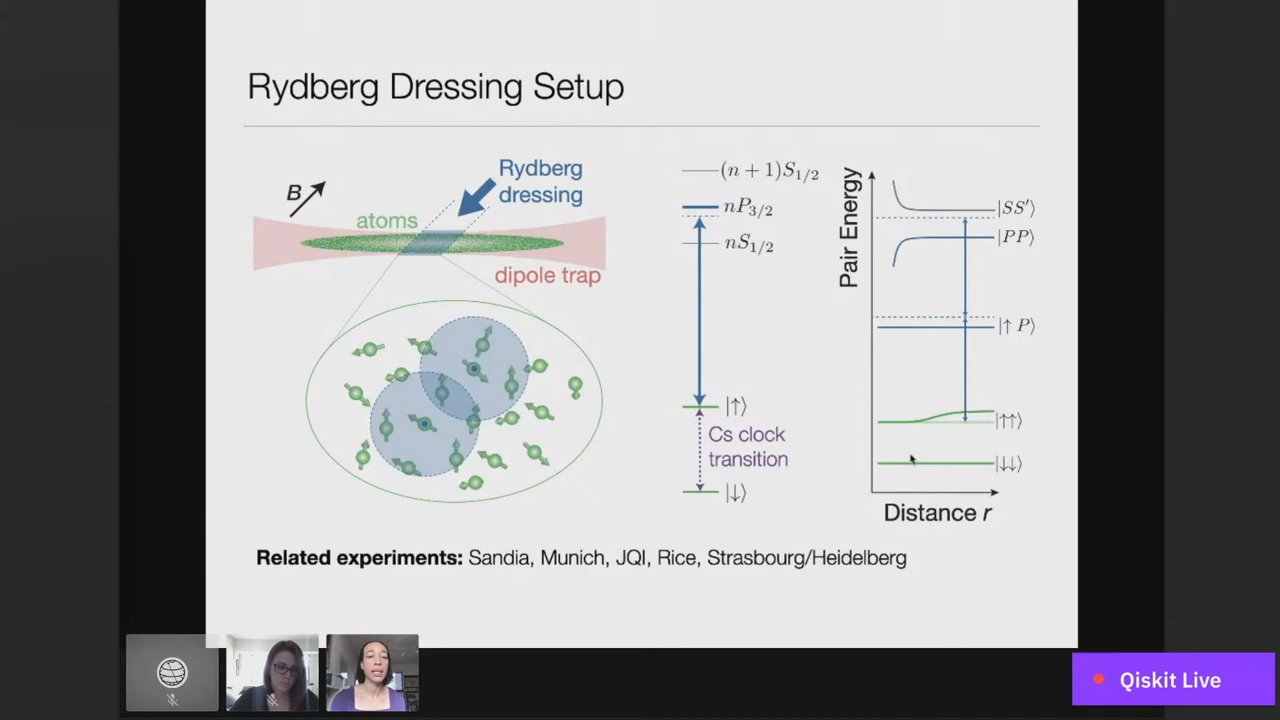 Rydberg Dressing Setup
B
atoms
Rydberg
dressing
dipole trap
(n + 1)S1/2
nP3/2
nS1/2
|↑⟩
Cs clock
transition
|↓⟩
Pair Energy
|SS′⟩
|PP⟩
|↑ P⟩
|↑↑⟩
|↓↓⟩
Distance r
Related experiments: Sandia, Munich, JQI, Rice, Strasbourg/Heidelberg
Qiskit Live